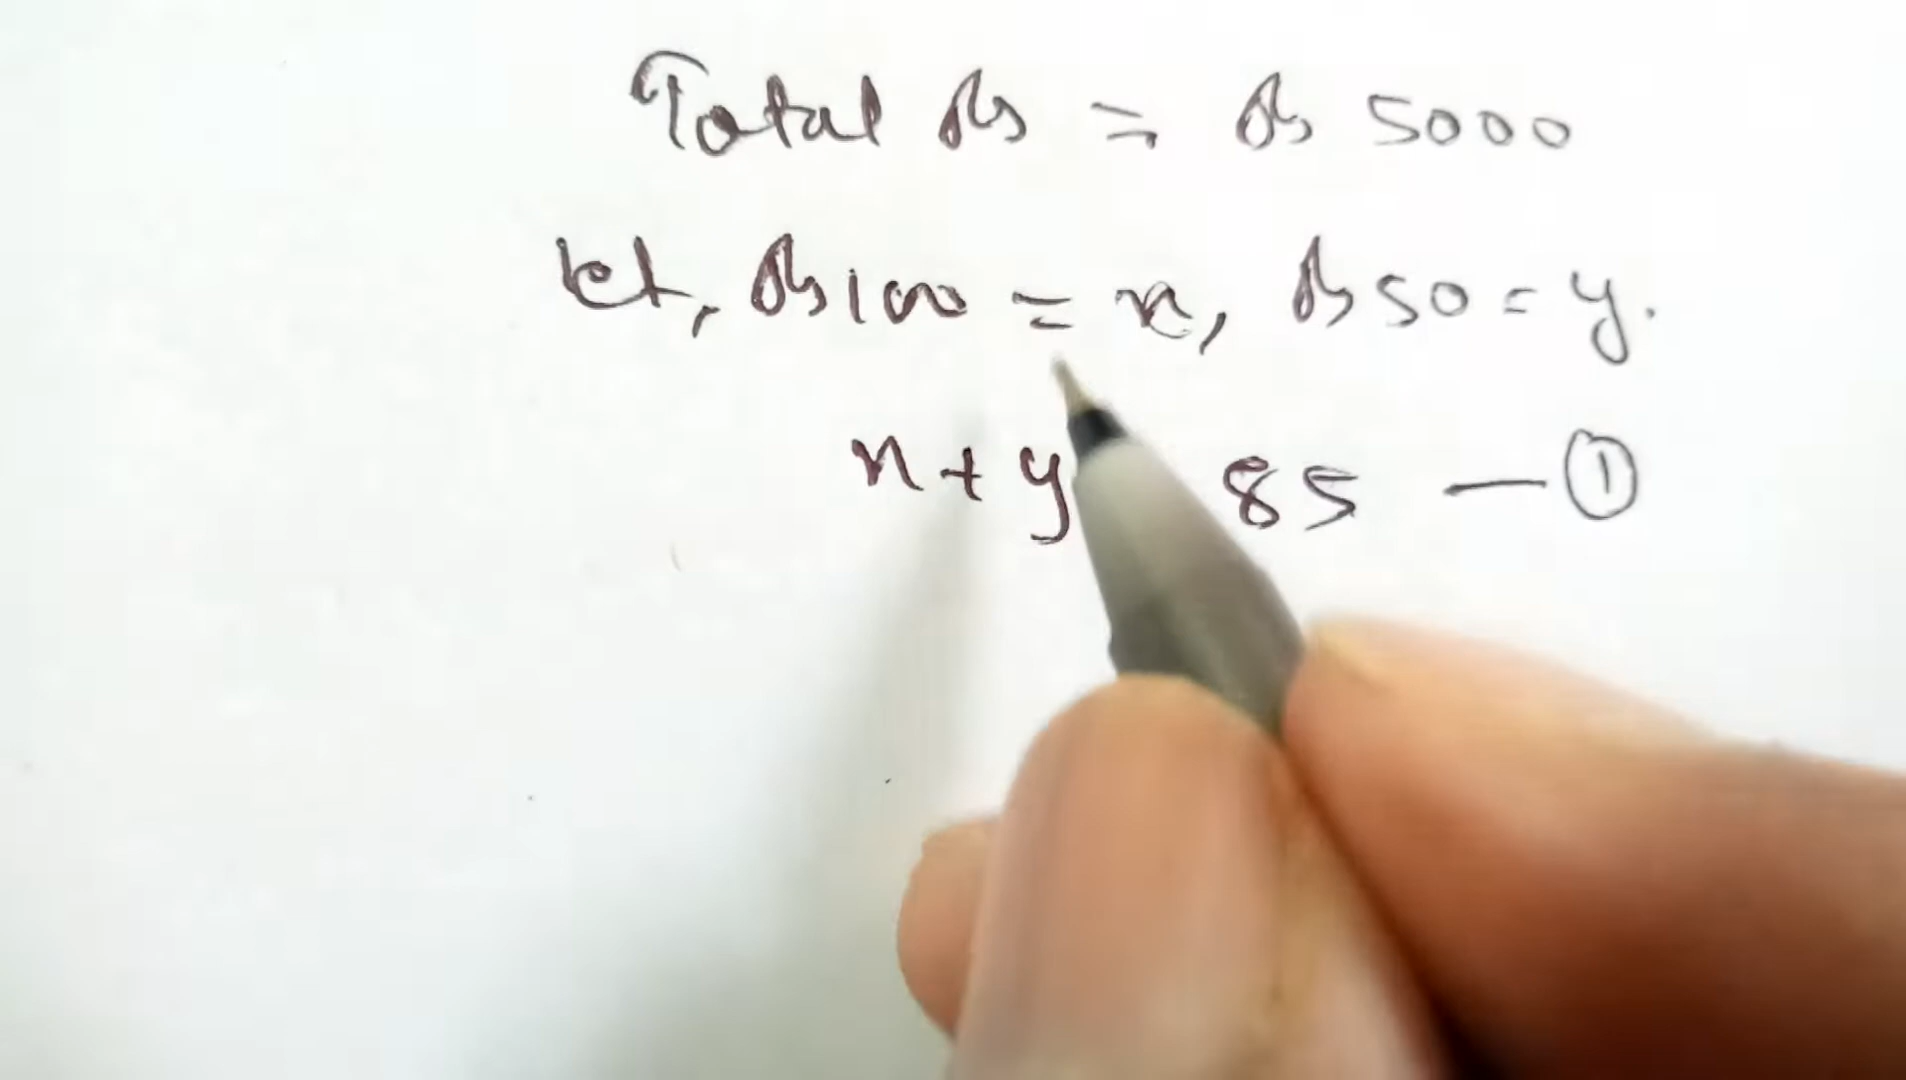 Total Rs = Rs 5000
let, Rs 100 = x, Rs 50 = y.
x + y 85 — ①